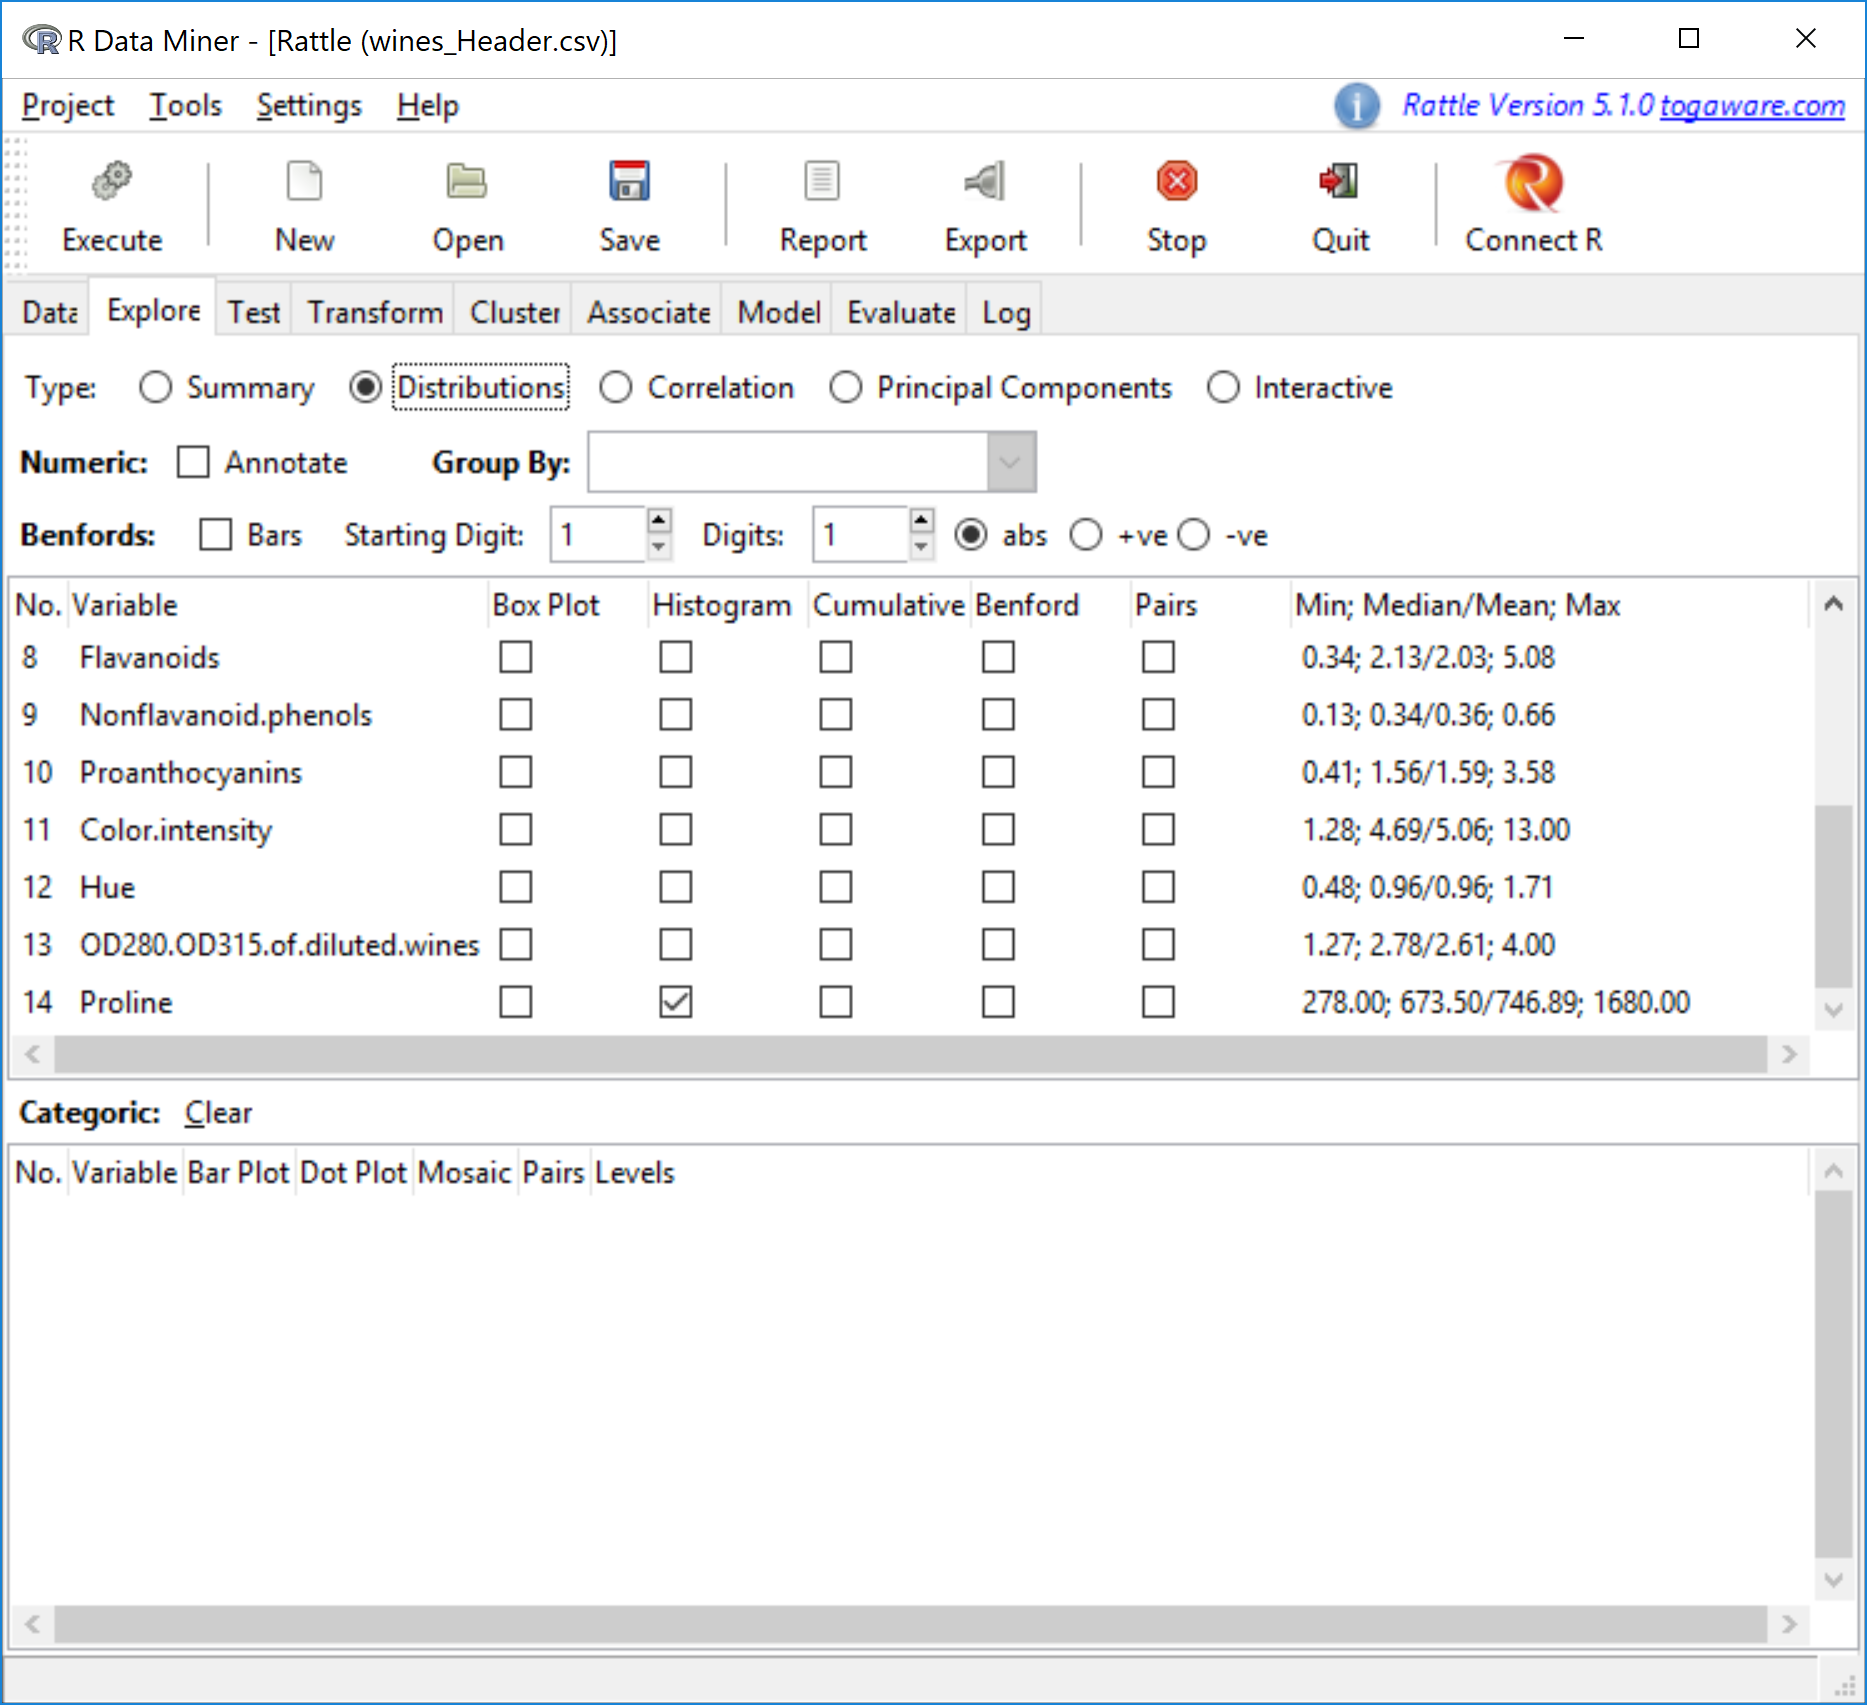 R Data Miner - [Rattle (wines_Header.csv)]
Project Tools Settings Help Rattle Version 5.1.0 togaware.com
Execute New Open Save Report Export Stop Quit Connect R
Data Explore Test Transform Cluster Associate Model Evaluate Log
Type: Summary Distributions Correlation Principal Components Interactive
Numeric: Annotate Group By:
Benfords: Bars Starting Digit: 1 Digits: 1 abs +ve -ve
No. Variable Box Plot Histogram Cumulative Benford Pairs Min; Median/Mean; Max
8 Flavanoids 0.34; 2.13/2.03; 5.08
9 Nonflavanoid.phenols 0.13; 0.34/0.36; 0.66
10 Proanthocyanins 0.41; 1.56/1.59; 3.58
11 Color.intensity 1.28; 4.69/5.06; 13.00
12 Hue 0.48; 0.96/0.96; 1.71
13 OD280.OD315.of.diluted.wines 1.27; 2.78/2.61; 4.00
14 Proline 278.00; 673.50/746.89; 1680.00
Categoric: Clear
No. Variable Bar Plot Dot Plot Mosaic Pairs Levels